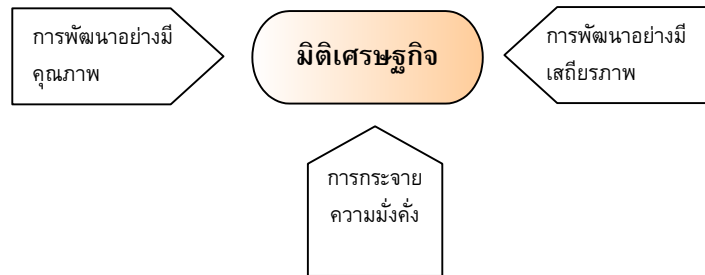 การพัฒนาอย่างมี
คุณภาพ
มิติเศรษฐกิจ
การพัฒนาอย่างมี
เสถียรภาพ
การกระจาย
ความมั่งคั่ง